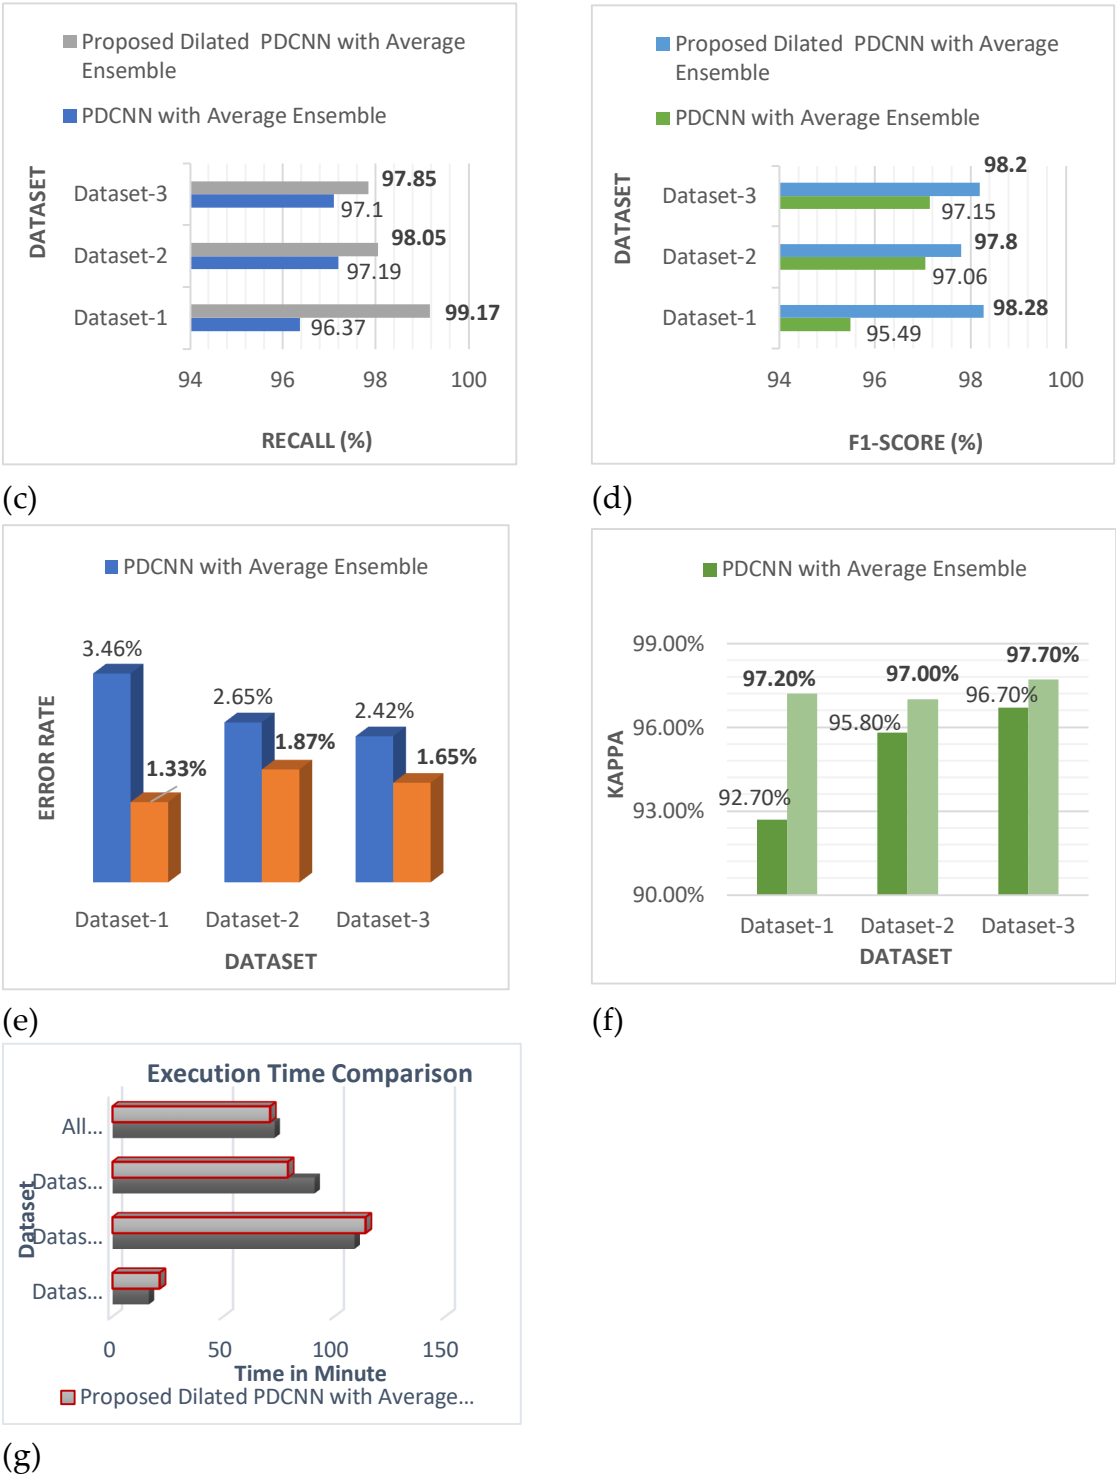 Proposed Dilated PDCNN with Average
Ensemble
PDCNN with Average Ensemble
DATASET
Dataset-3
97.85
97.1
Dataset-2
98.05
97.19
Dataset-1
99.17
96.37
94 96 98 100
RECALL (%)
(c)
Proposed Dilated PDCNN with Average
Ensemble
PDCNN with Average Ensemble
DATASET
Dataset-3
98.2
97.15
Dataset-2
97.8
97.06
Dataset-1
98.28
95.49
94 96 98 100
F1-SCORE (%)
(d)
PDCNN with Average Ensemble
ERROR RATE
3.46%
1.33%
2.65%
1.87%
2.42%
1.65%
Dataset-1 Dataset-2 Dataset-3
DATASET
(e)
PDCNN with Average Ensemble
KAPPA
99.00%
96.00%
93.00%
90.00%
92.70%
97.20%
95.80%
97.00%
96.70%
97.70%
Dataset-1 Dataset-2 Dataset-3
DATASET
(f)
Execution Time Comparison
Dataset
All...
Datas...
Datas...
Datas...
0 50 100 150
Time in Minute
Proposed Dilated PDCNN with Average...
(g)